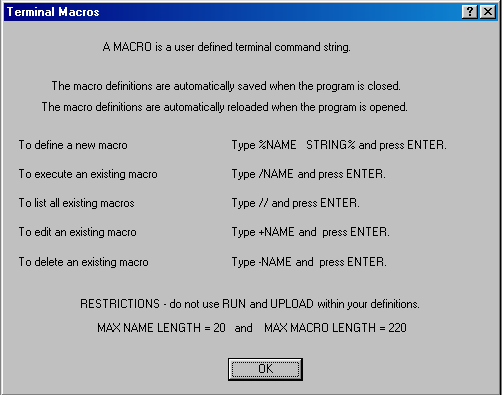 Terminal Macros
A MACRO is a user defined terminal command string.
The macro definitions are automatically saved when the program is closed.
The macro definitions are automatically reloaded when the program is opened.
To define a new macro Type %NAME STRING% and press ENTER.
To execute an existing macro Type /NAME and press ENTER.
To list all existing macros Type // and press ENTER.
To edit an existing macro Type +NAME and press ENTER.
To delete an existing macro Type -NAME and press ENTER.
RESTRICTIONS - do not use RUN and UPLOAD within your definitions.
MAX NAME LENGTH = 20 and MAX MACRO LENGTH = 220
OK